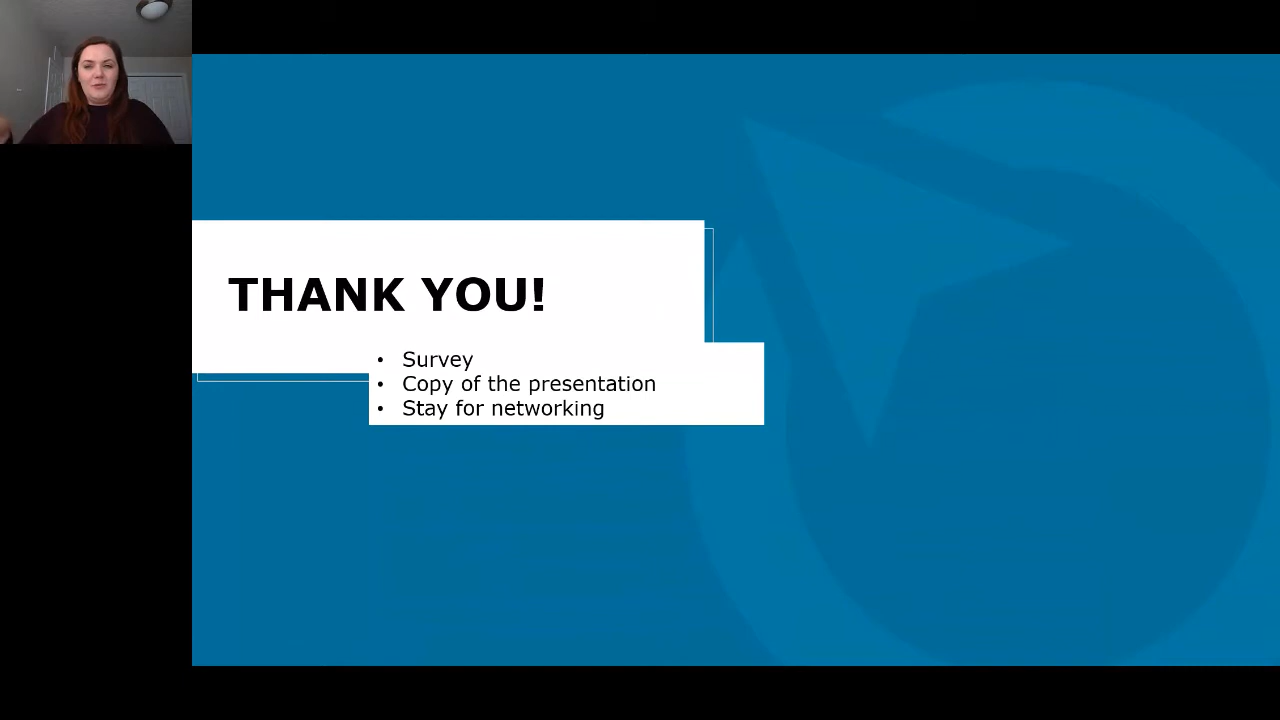 THANK YOU!
• Survey
• Copy of the presentation
• Stay for networking